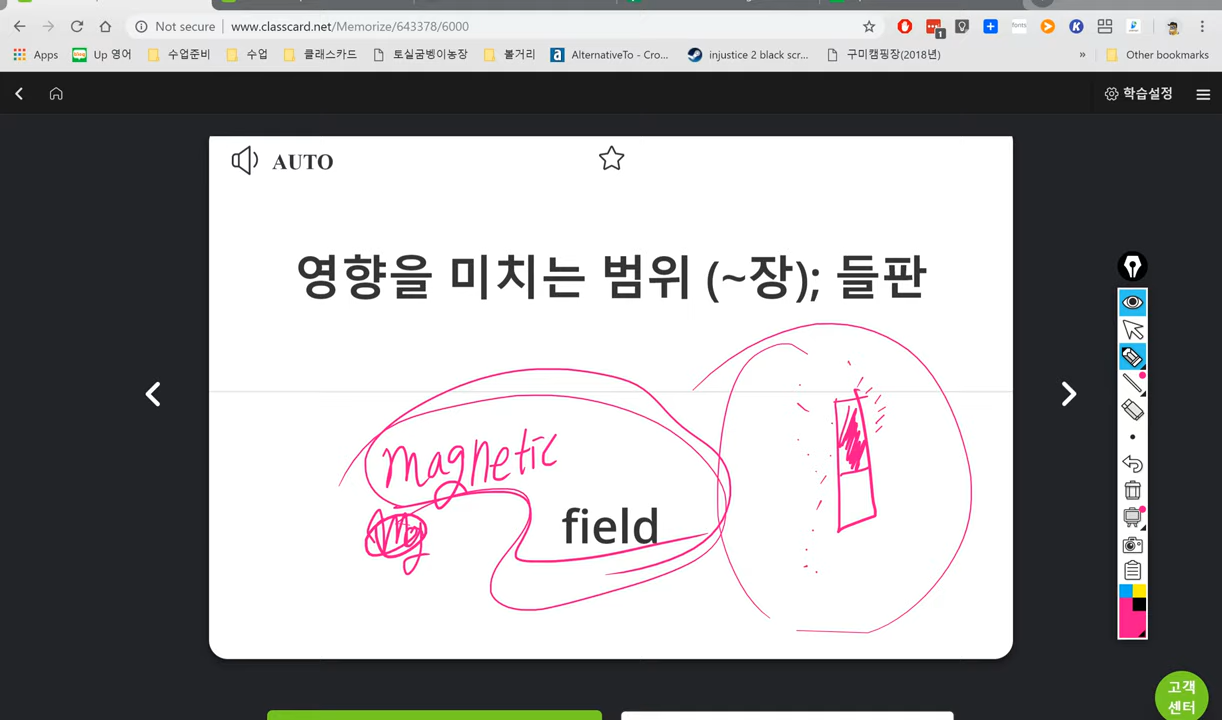 Not secure www.classcard.net/Memorize/643378/6000
fonts
1
Apps Up 영어 수업준비 수업 클래스카드 토실굼벵이농장 볼거리 AlternativeTo - Cro... injustice 2 black scr... 구미캠핑장(2018년) » Other bookmarks
학습설정
AUTO
영향을 미치는 범위 (~장); 들판
magnetic
field
고객
센터